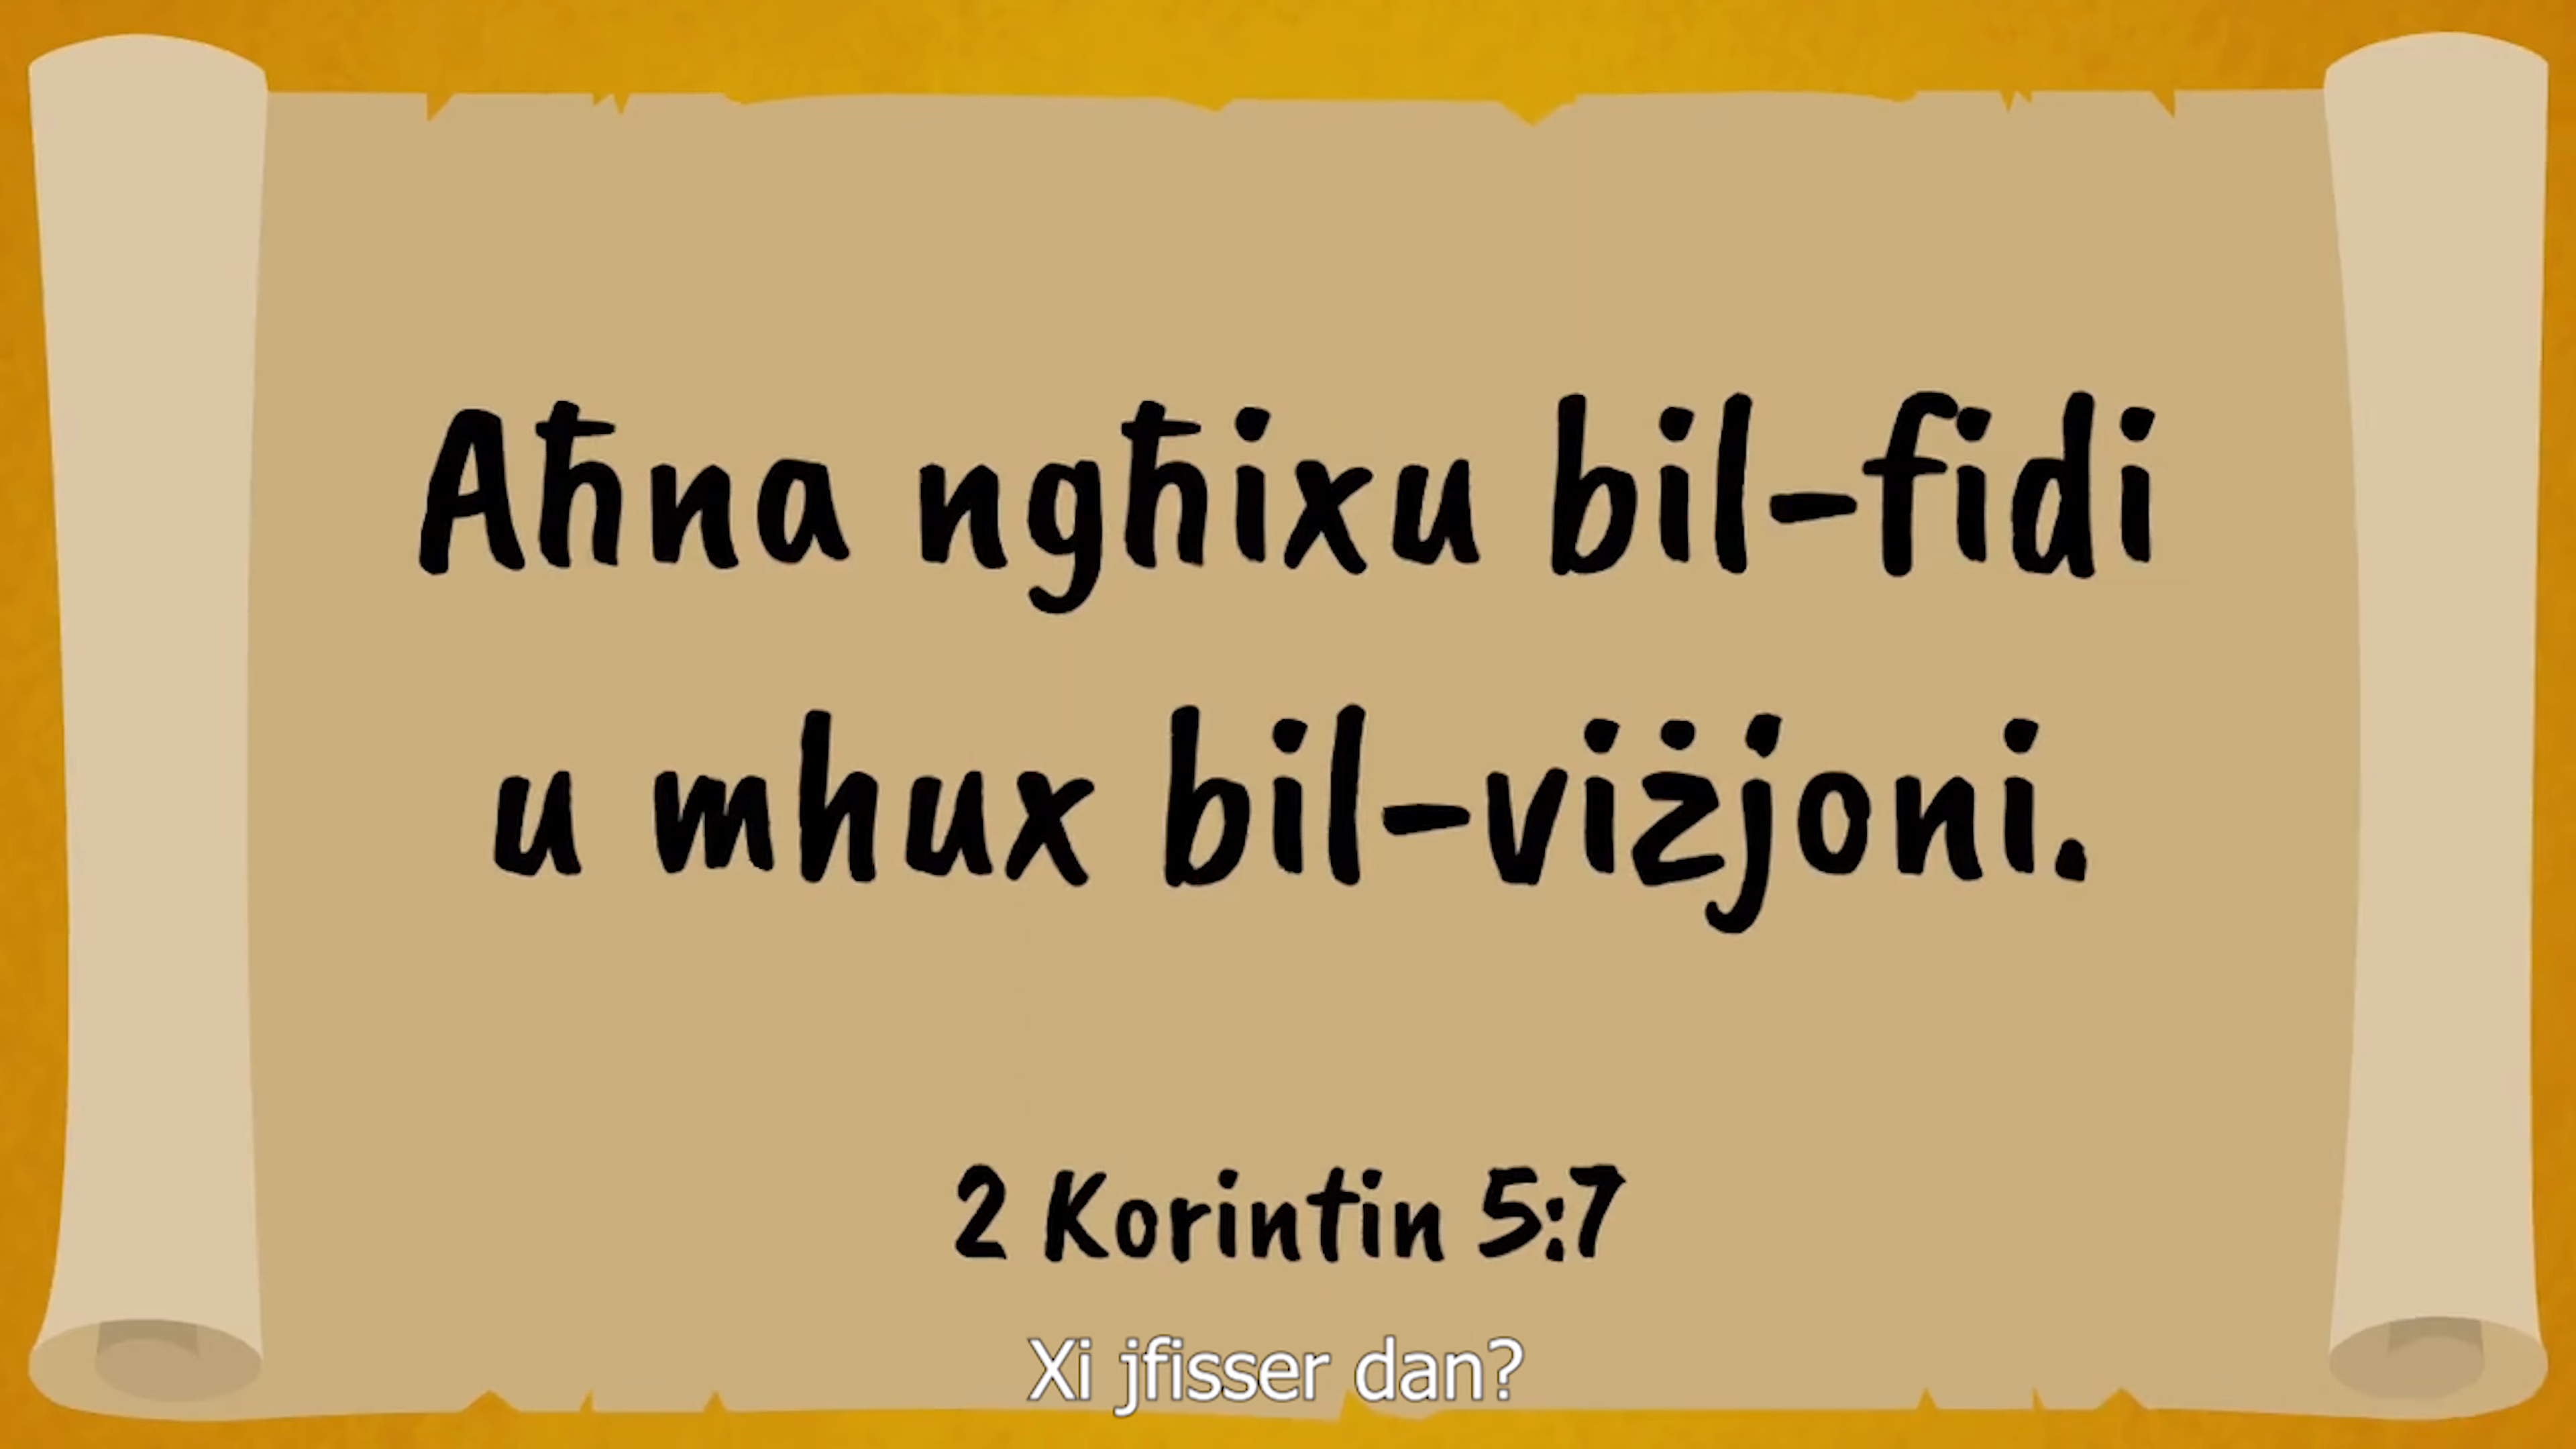 Aħna ngħixu bil-fidi
u mhux bil-viżjoni.
2 Korintin 5:7
Xi jfisser dan?